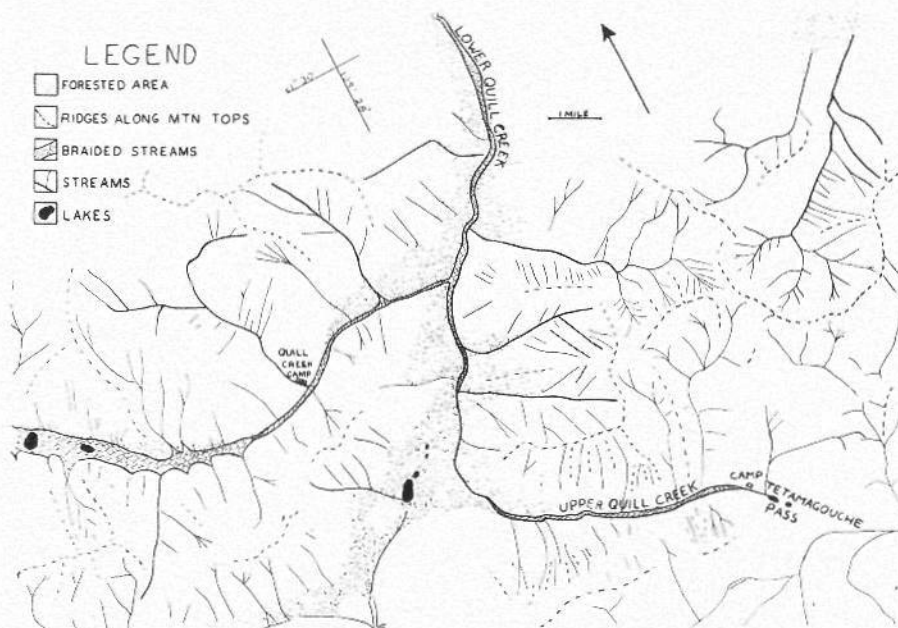 LEGEND
FORESTED AREA
RIDGES ALONG MTN TOPS
BRAIDED STREAMS
STREAMS
LAKES
LOWER QUILL CREEK
1 MILE
QUILL
CREEK
CAMP
UPPER QUILL CREEK
CAMP
TETAMAGOUCHE
PASS